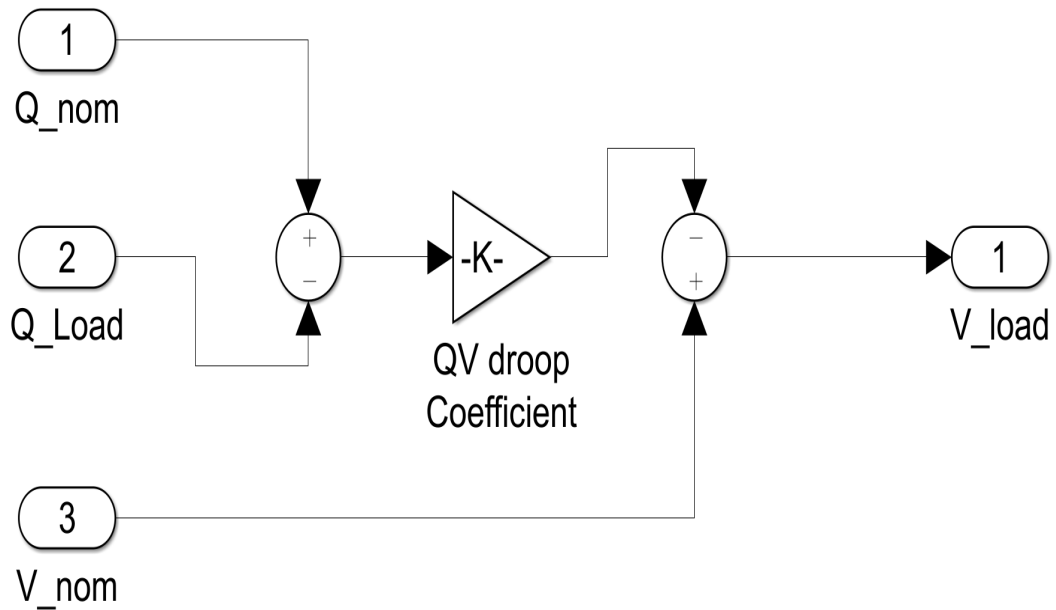 1
Q_nom
2
Q_Load
+
−
-K-
QV droop
Coefficient
−
+
1
V_load
3
V_nom